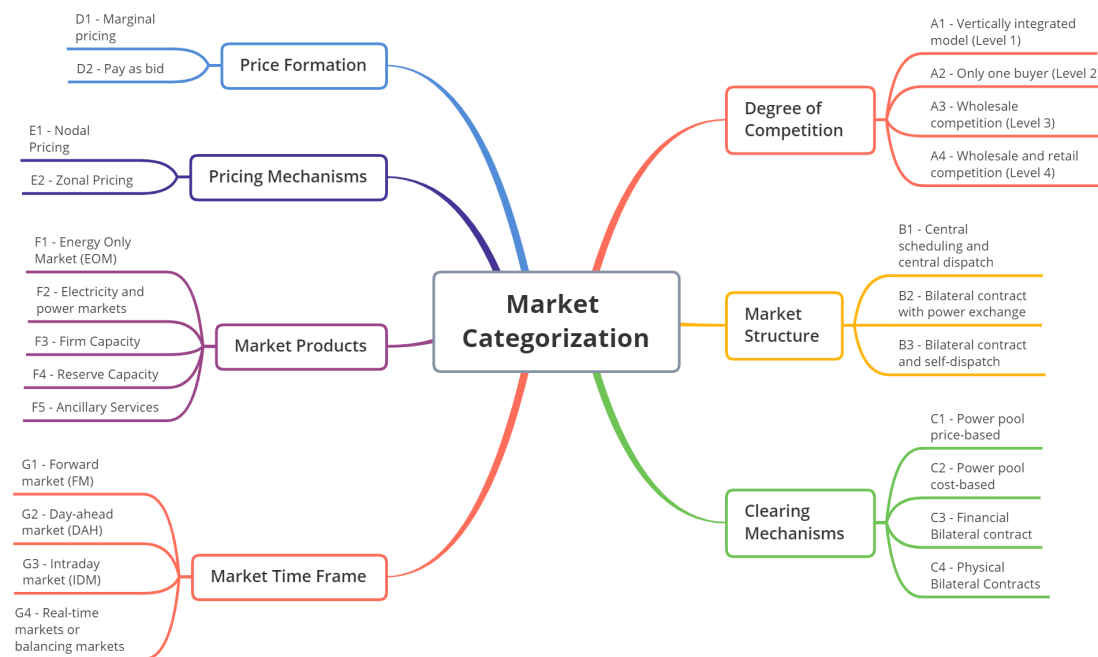 Market
Categorization
Price Formation
D1 - Marginal
pricing
D2 - Pay as bid
Pricing Mechanisms
E1 - Nodal
Pricing
E2 - Zonal Pricing
Market Products
F1 - Energy Only
Market (EOM)
F2 - Electricity and
power markets
F3 - Firm Capacity
F4 - Reserve Capacity
F5 - Ancillary Services
Market Time Frame
G1 - Forward
market (FM)
G2 - Day-ahead
market (DAH)
G3 - Intraday
market (IDM)
G4 - Real-time
markets or
balancing markets
Degree of
Competition
A1 - Vertically integrated
model (Level 1)
A2 - Only one buyer (Level 2
A3 - Wholesale
competition (Level 3)
A4 - Wholesale and retail
competition (Level 4)
Market
Structure
B1 - Central
scheduling and
central dispatch
B2 - Bilateral contract
with power exchange
B3 - Bilateral contract
and self-dispatch
Clearing
Mechanisms
C1 - Power pool
price-based
C2 - Power pool
cost-based
C3 - Financial
Bilateral contract
C4 - Physical
Bilateral Contracts